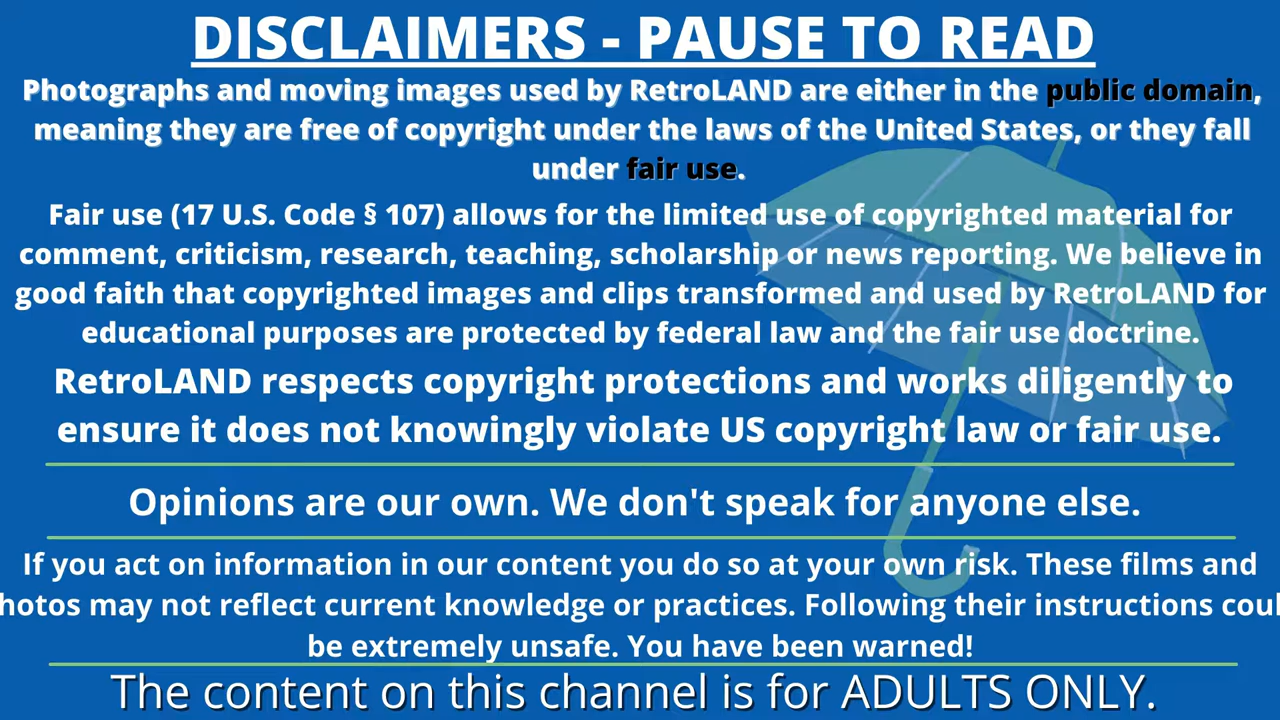 DISCLAIMERS - PAUSE TO READ
Photographs and moving images used by RetroLAND are either in the public domain,
meaning they are free of copyright under the laws of the United States, or they fall
under fair use.
Fair use (17 U.S. Code § 107) allows for the limited use of copyrighted material for
comment, criticism, research, teaching, scholarship or news reporting. We believe in
good faith that copyrighted images and clips transformed and used by RetroLAND for
educational purposes are protected by federal law and the fair use doctrine.
RetroLAND respects copyright protections and works diligently to
ensure it does not knowingly violate US copyright law or fair use.
Opinions are our own. We don't speak for anyone else.
If you act on information in our content you do so at your own risk. These films and
hotos may not reflect current knowledge or practices. Following their instructions coul
be extremely unsafe. You have been warned!
The content on this channel is for ADULTS ONLY.